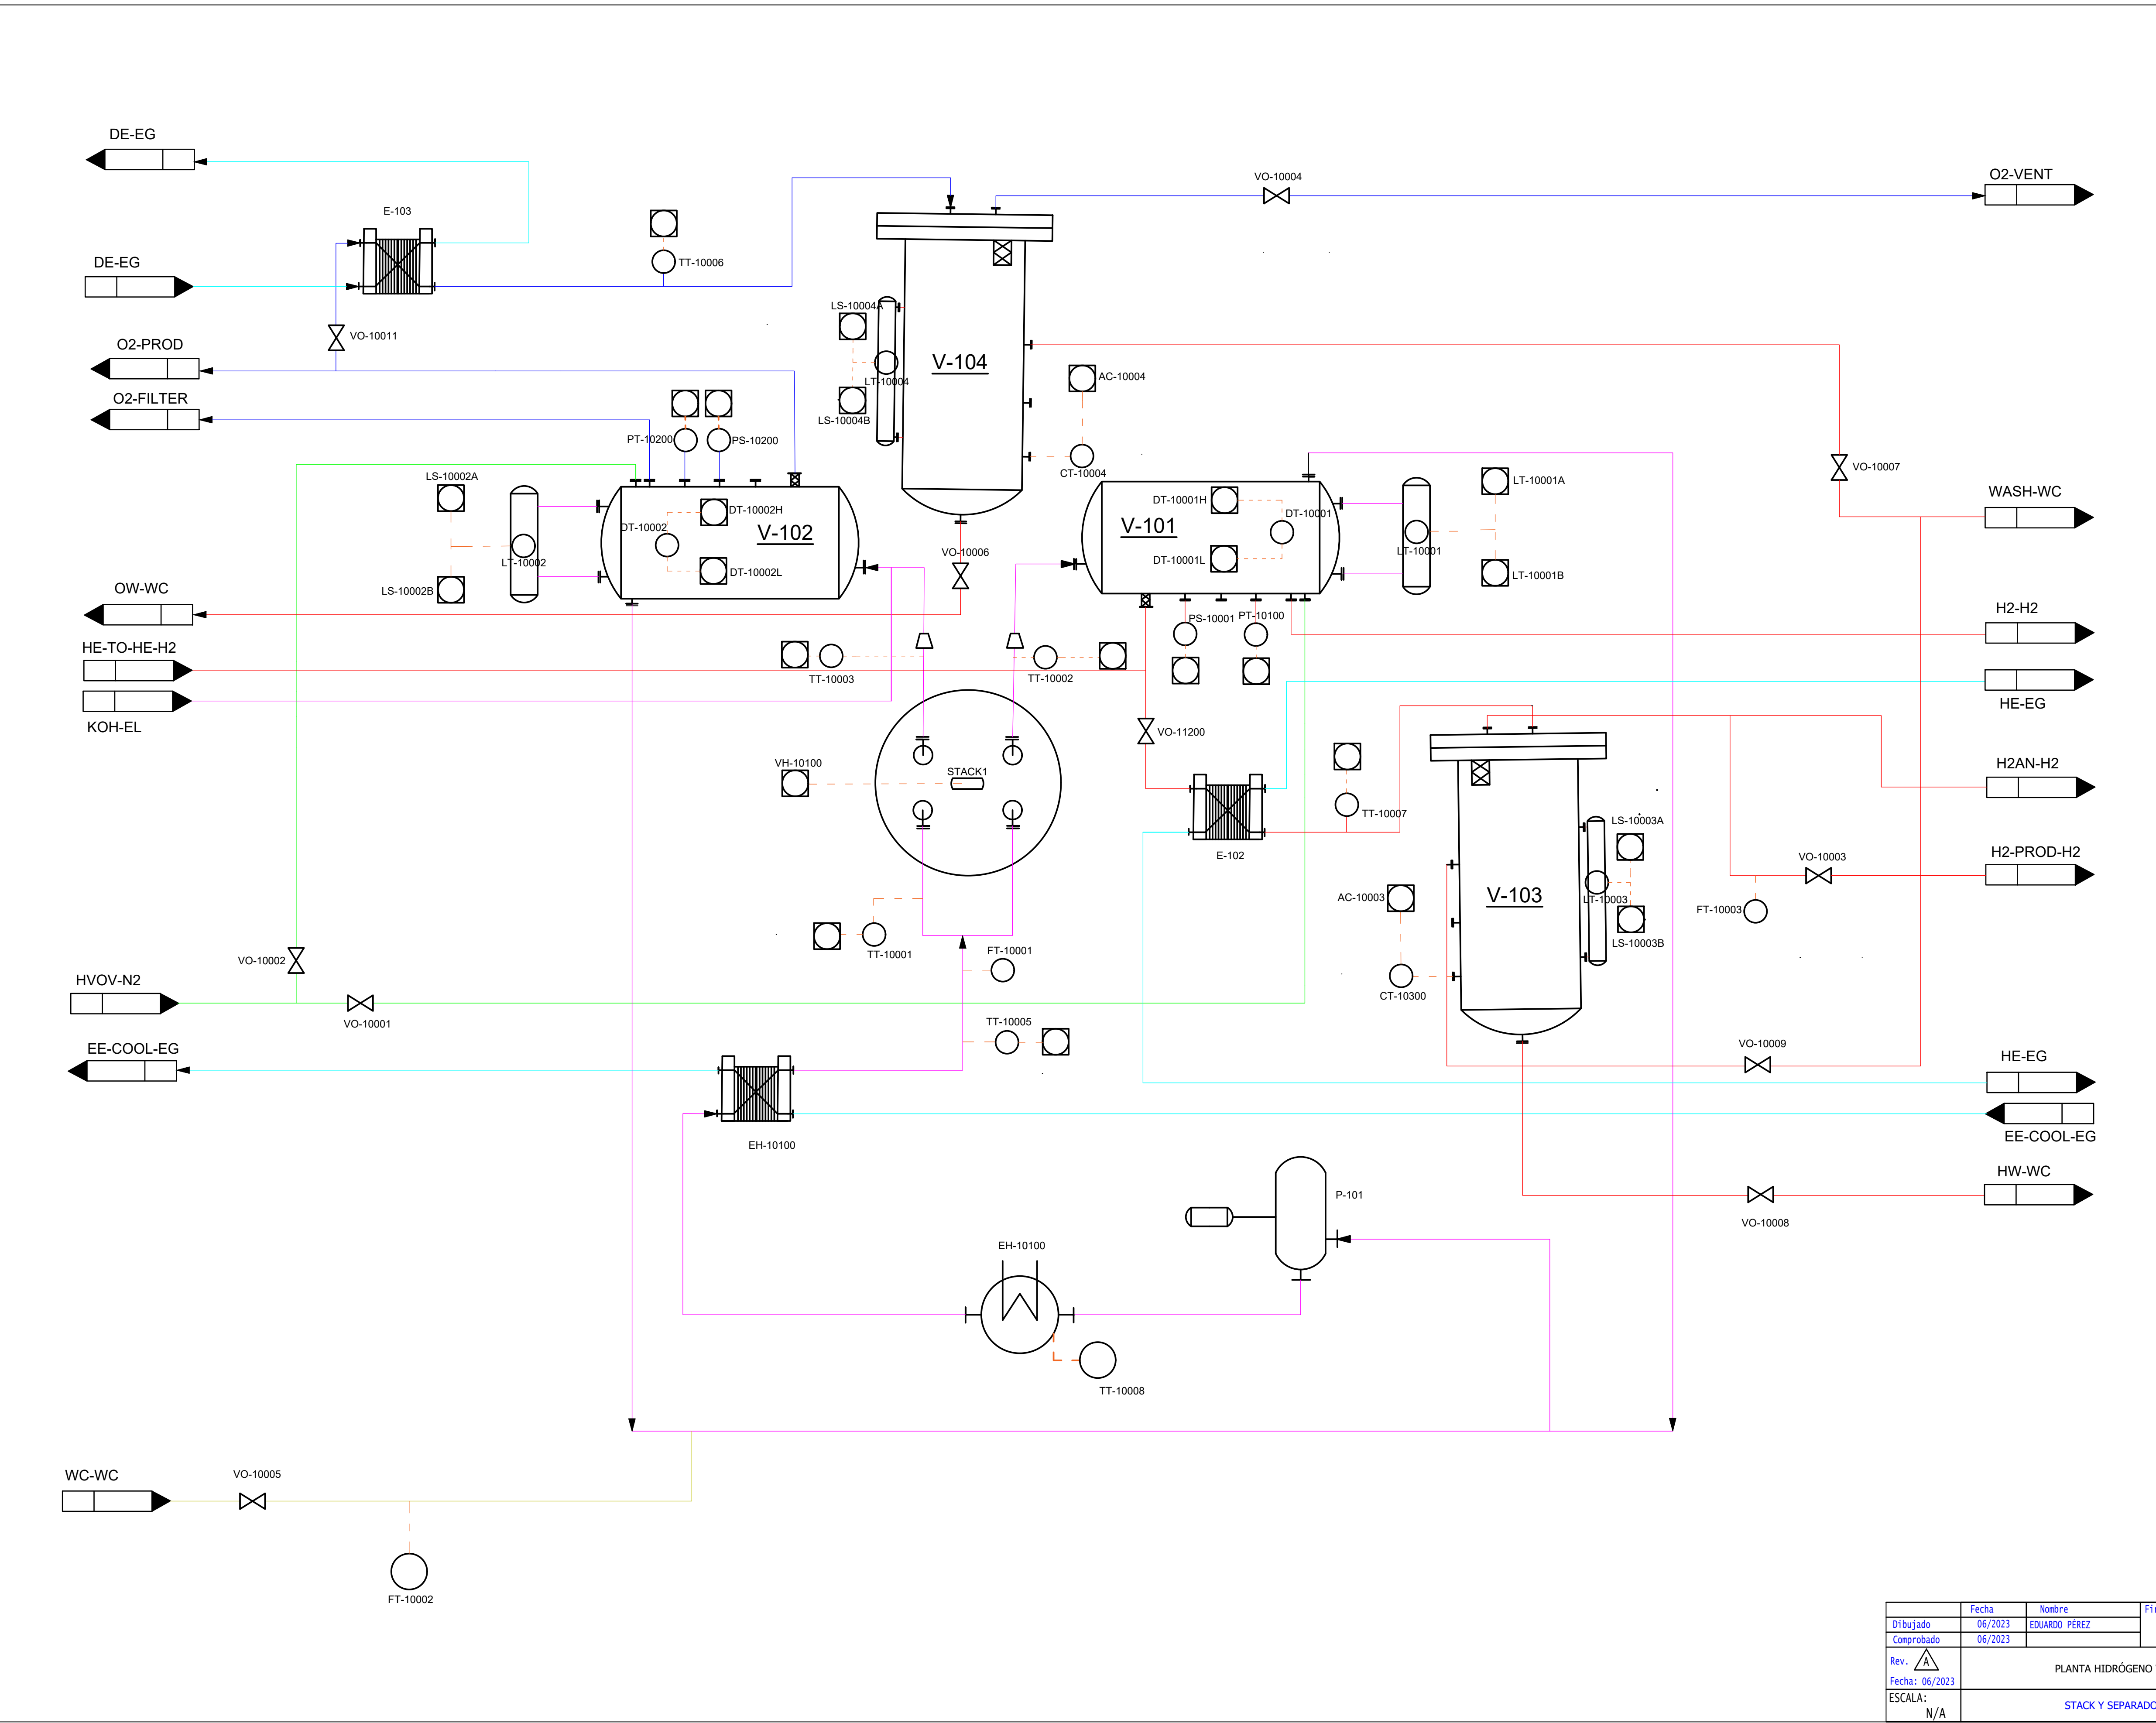 DE-EG
E-103
DE-EG
VO-10011
O2-PROD
O2-FILTER
TT-10006
VO-10004
O2-VENT
LS-10004A
LT-10004
LS-10004B
V-104
AC-10004
CT-10004
VO-10007
WASH-WC
PT-10200
PS-10200
LS-10002A
LT-10002
LS-10002B
DT-10002
DT-10002H
DT-10002L
V-102
VO-10006
DT-10001H
DT-10001
DT-10001L
V-101
LT-10001A
LT-10001
LT-10001B
OW-WC
HE-TO-HE-H2
KOH-EL
PS-10001
PT-10100
H2-H2
HE-EG
TT-10003
TT-10002
VO-11200
VH-10100
STACK1
TT-10007
E-102
H2AN-H2
LS-10003A
LT-10003
LS-10003B
V-103
AC-10003
CT-10300
VO-10003
FT-10003
H2-PROD-H2
TT-10001
FT-10001
VO-10002
HVOV-N2
VO-10001
TT-10005
EE-COOL-EG
EH-10100
VO-10009
HE-EG
EE-COOL-EG
HW-WC
VO-10008
P-101
EH-10100
TT-10008
WC-WC
VO-10005
FT-10002
Fecha Nombre
Dibujado 06/2023 EDUARDO PÉREZ
Comprobado 06/2023
Rev. A
PLANTA HIDRÓGENO
Fecha: 06/2023
ESCALA:
N/A
STACK Y